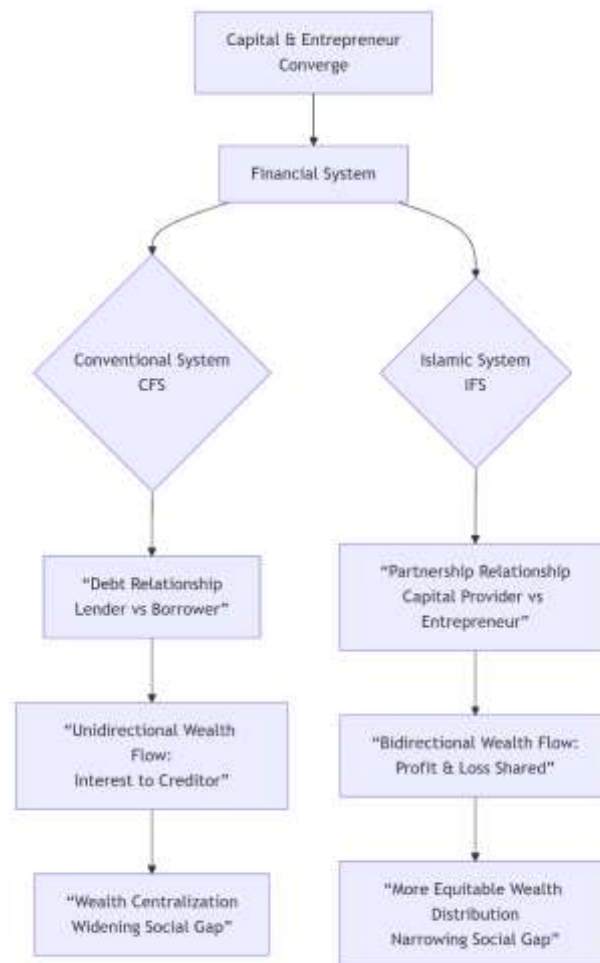 Capital & Entrepreneur
Converge
Financial System
Conventional System
CFS
Islamic System
IFS
“Debt Relationship
Lender vs Borrower”
“Partnership Relationship
Capital Provider vs
Entrepreneur”
“Unidirectional Wealth
Flow:
Interest to Creditor”
“Bidirectional Wealth Flow:
Profit & Loss Shared”
“Wealth Centralization
Widening Social Gap”
“More Equitable Wealth
Distribution
Narrowing Social Gap”